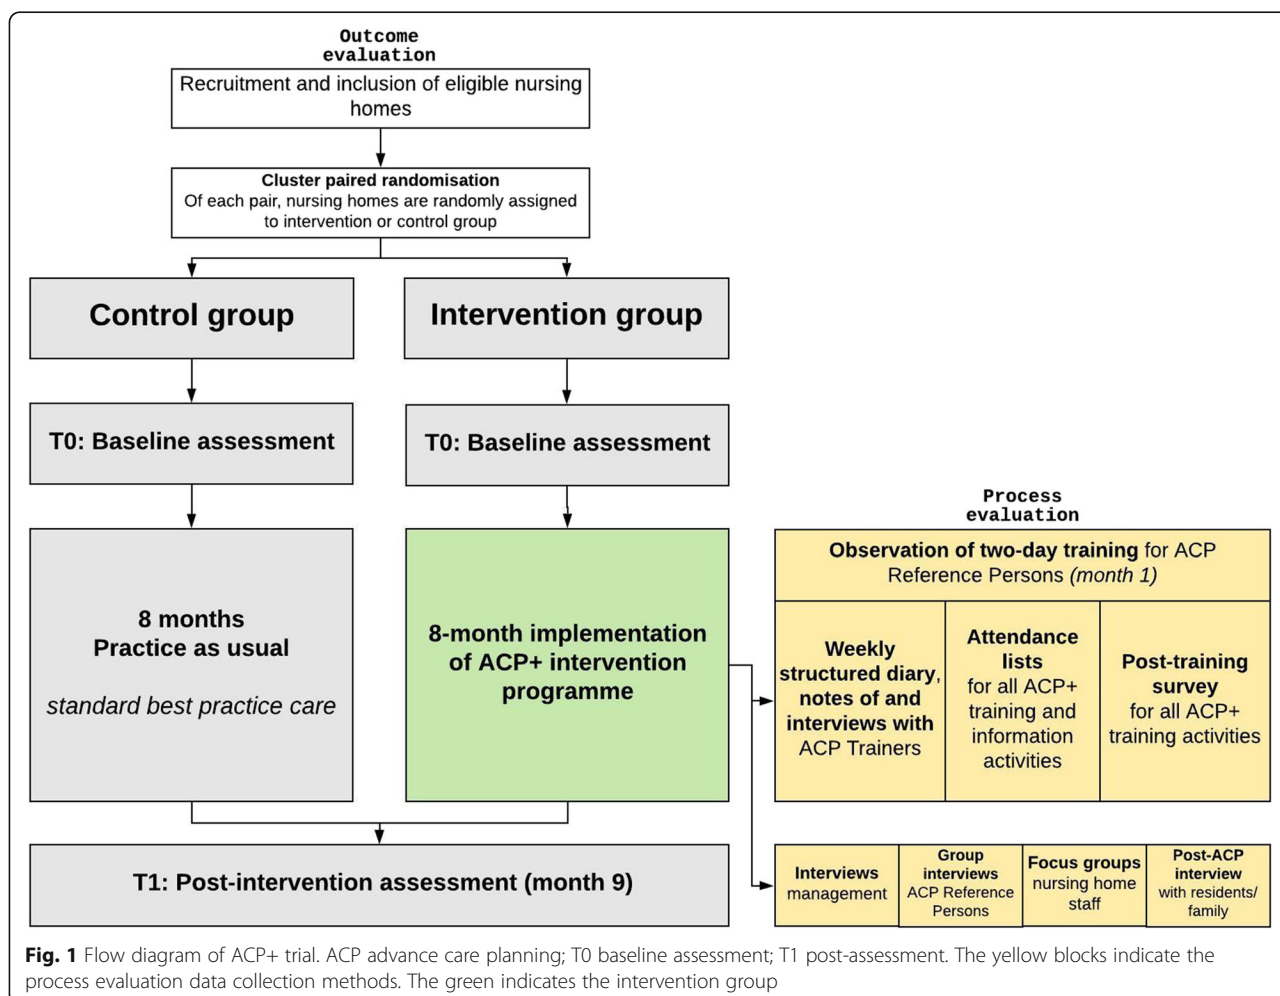 Outcome
evaluation
Recruitment and inclusion of eligible nursing
homes
Cluster paired randomisation
Of each pair, nursing homes are randomly assigned
to intervention or control group
Control group
Intervention group
T0: Baseline assessment
T0: Baseline assessment
8 months
Practice as usual
standard best practice care
8-month implementation
of ACP+ intervention
programme
Process
evaluation
Observation of two-day training for ACP
Reference Persons (month 1)
Weekly
structured diary,
notes of and
interviews with
ACP Trainers
Attendance
lists
for all ACP+
training and
information
activities
Post-training
survey
for all ACP+
training activities
T1: Post-intervention assessment (month 9)
Interviews
management
Group
interviews
ACP Reference
Persons
Focus groups
nursing home
staff
Post-ACP
interview
with residents/
family
Fig. 1 Flow diagram of ACP+ trial. ACP advance care planning; T0 baseline assessment; T1 post-assessment. The yellow blocks indicate the
process evaluation data collection methods. The green indicates the intervention group